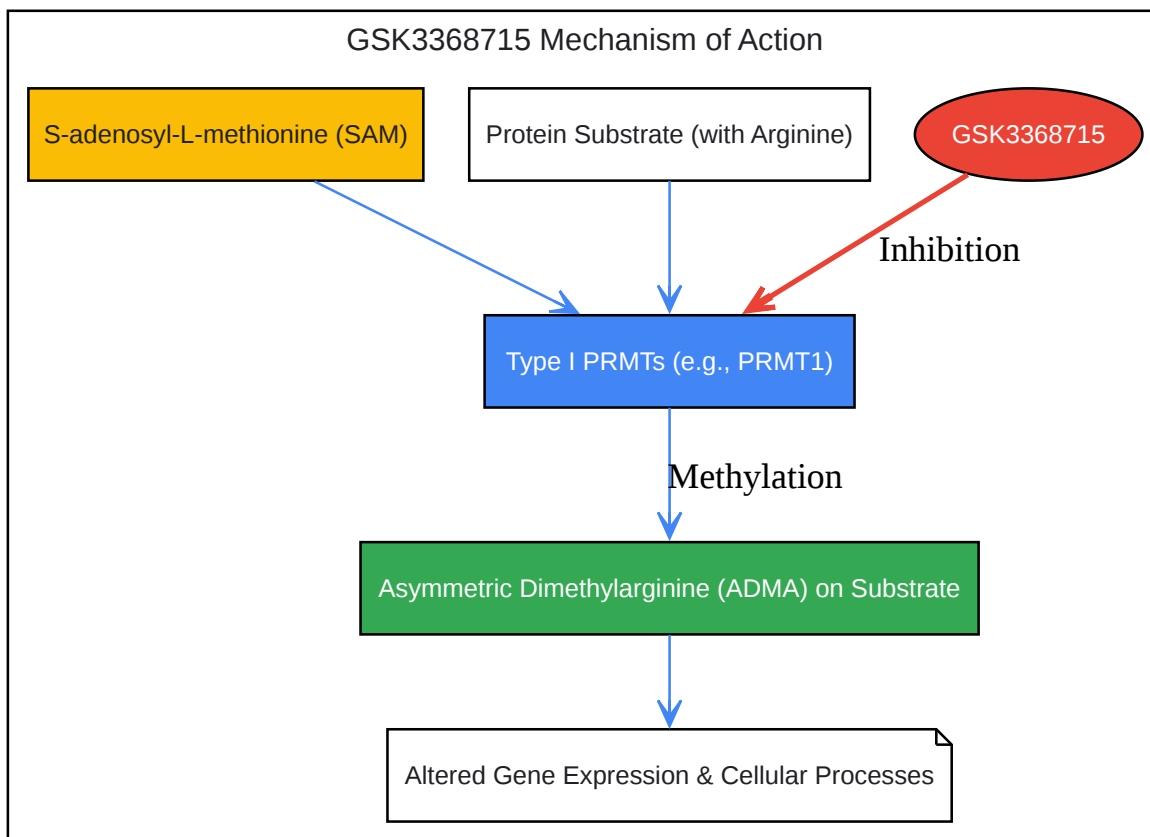 GSK3368715 Mechanism of Action
S-adenosyl-L-methionine (SAM)
Protein Substrate (with Arginine)
GSK3368715
Inhibition
Type I PRMTs (e.g., PRMT1)
Methylation
Asymmetric Dimethylarginine (ADMA) on Substrate
Altered Gene Expression & Cellular Processes